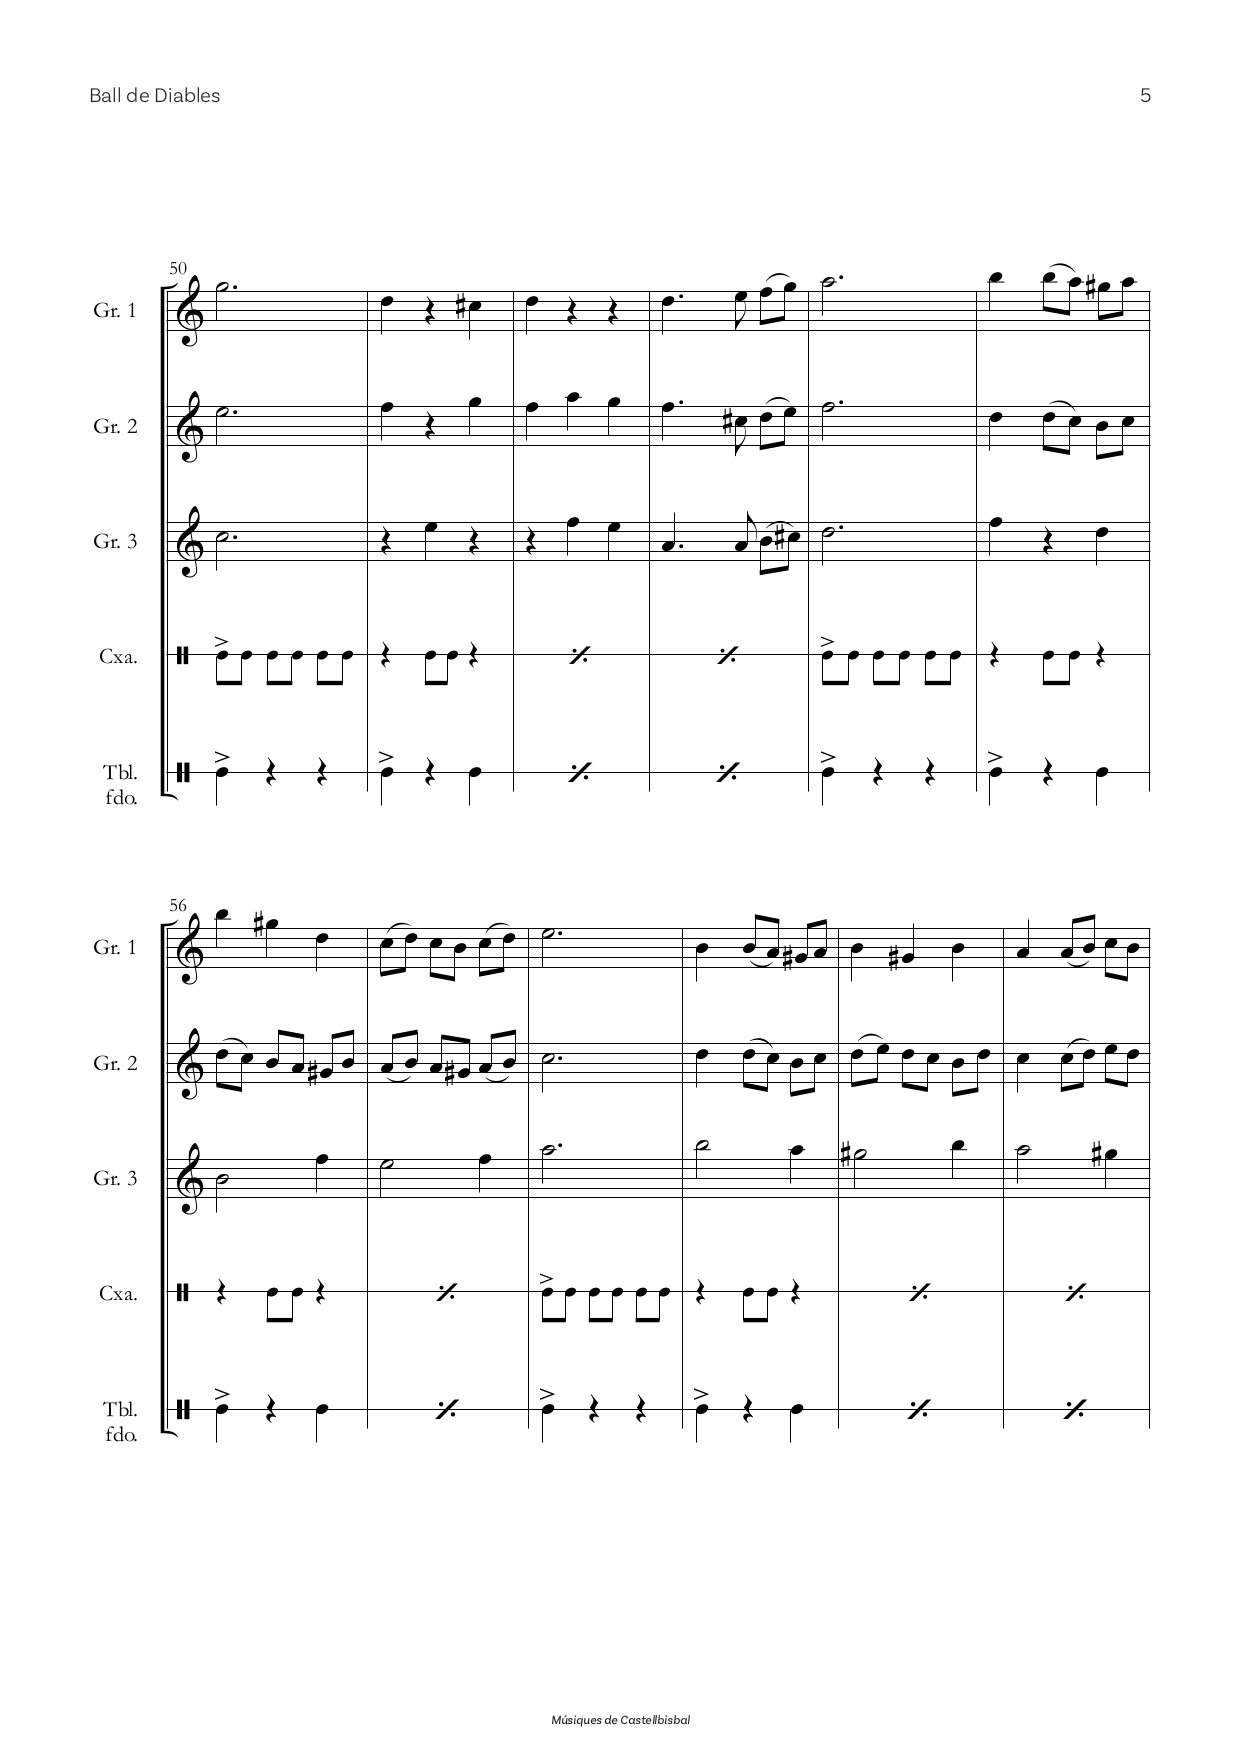 Ball de Diables 5
50
Gr. 1
Gr. 2
Gr. 3
Cxa.
Tbl.
fdo.
56
Gr. 1
Gr. 2
Gr. 3
Cxa.
Tbl.
fdo.
Músiques de Castellbisbal